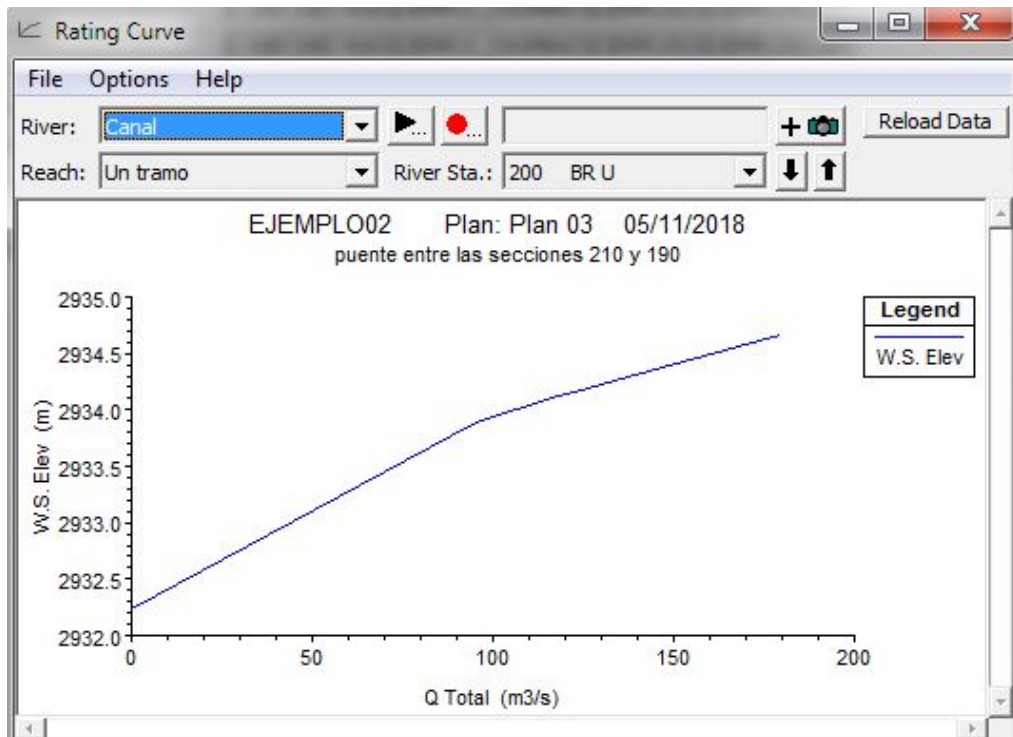 Rating Curve
File Options Help
River: Canal Reload Data
Reach: Un tramo River Sta.: 200 BR U
EJEMPLO02 Plan: Plan 03 05/11/2018
puente entre las secciones 210 y 190
2935.0
2934.5
2934.0
2933.5
2933.0
2932.5
2932.0
W.S. Elev (m)
0 50 100 150 200
Q Total (m3/s)
Legend
W.S. Elev